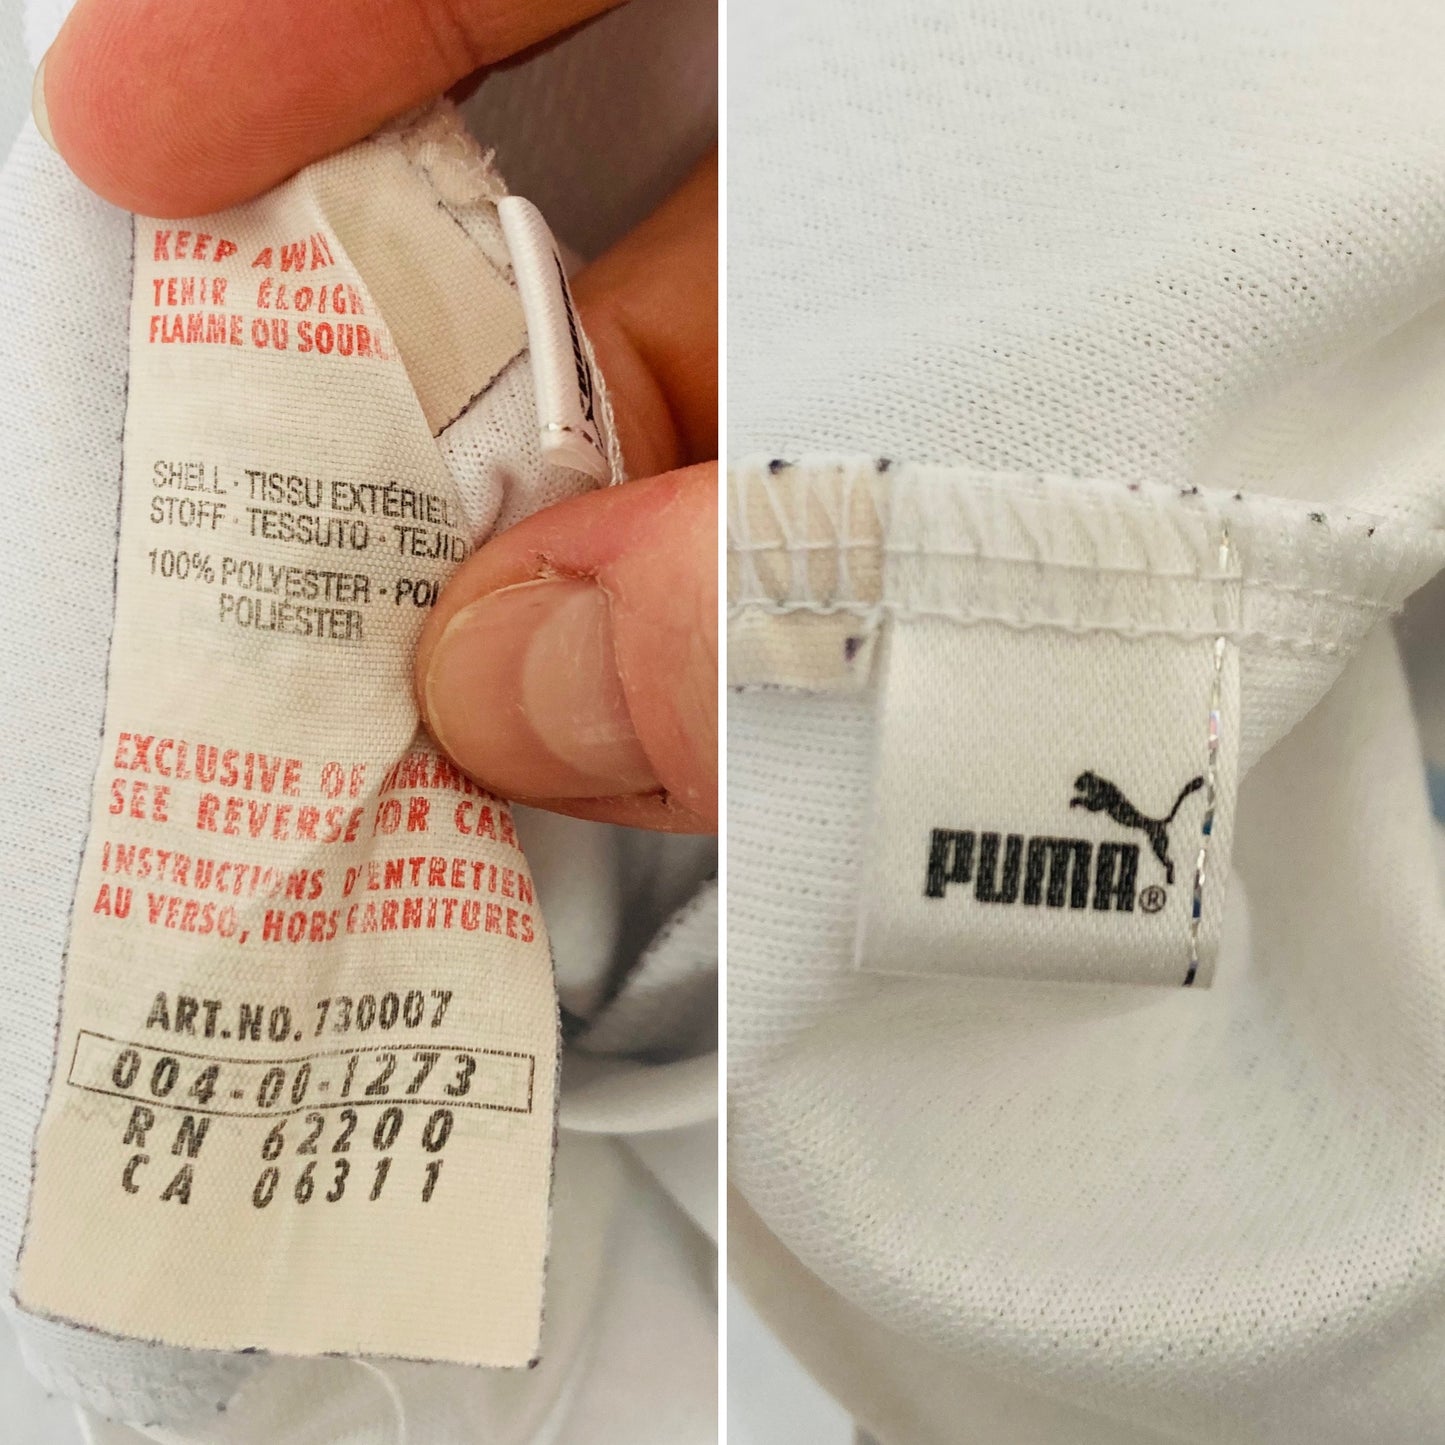 KEEP AWA
TENIR ÉLOIGN
FLAMME OU SOURC
SHELL · TISSU EXTÉRIEU
STOFF · TESSUTO · TEJID
100% POLYESTER · POL
POLIÉSTER
EXCLUSIVE OF
SEE REVERSE FOR CAR
INSTRUCTIONS D'ENTRETIEN
AU VERSO, HORS GARNITURES
ART.NO. 730007
004-00-1273
RN 62200
CA 06311
PUMA®